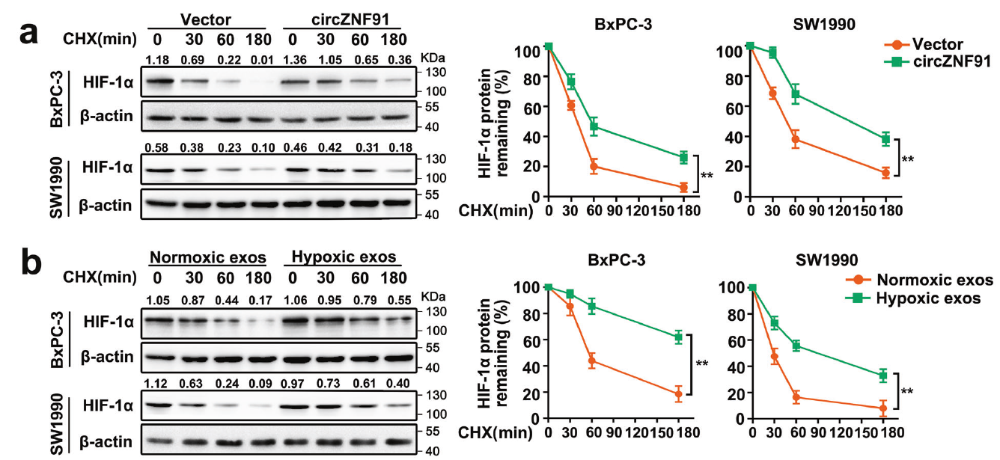 a
Vector circZNF91
CHX(min) 0 30 60 180 0 30 60 180
1.18 0.69 0.22 0.01 1.36 1.05 0.65 0.36 KDa
BxPC-3
HIF-1α 130
100
β-actin 55
40
0.58 0.38 0.23 0.10 0.46 0.42 0.31 0.18
SW1990
HIF-1α 130
100
β-actin 55
40
BxPC-3
HIF-1α protein
remaining (%)
100
80
60
40
20
0
**
CHX(min) 0 30 60 90 120 150 180
SW1990
100
80
60
40
20
0
**
0 30 60 90 120 150 180
Vector
circZNF91
b
Normoxic exos Hypoxic exos
CHX(min) 0 30 60 180 0 30 60 180
1.05 0.87 0.44 0.17 1.06 0.95 0.79 0.55 KDa
BxPC-3
HIF-1α 130
100
β-actin 55
40
1.12 0.63 0.24 0.09 0.97 0.73 0.61 0.40
SW1990
HIF-1α 130
100
β-actin 55
40
BxPC-3
HIF-1α protein
remaining (%)
100
80
60
40
20
0
**
CHX(min) 0 30 60 90 120 150 180
SW1990
100
80
60
40
20
0
**
0 30 60 90 120 150 180
Normoxic exos
Hypoxic exos